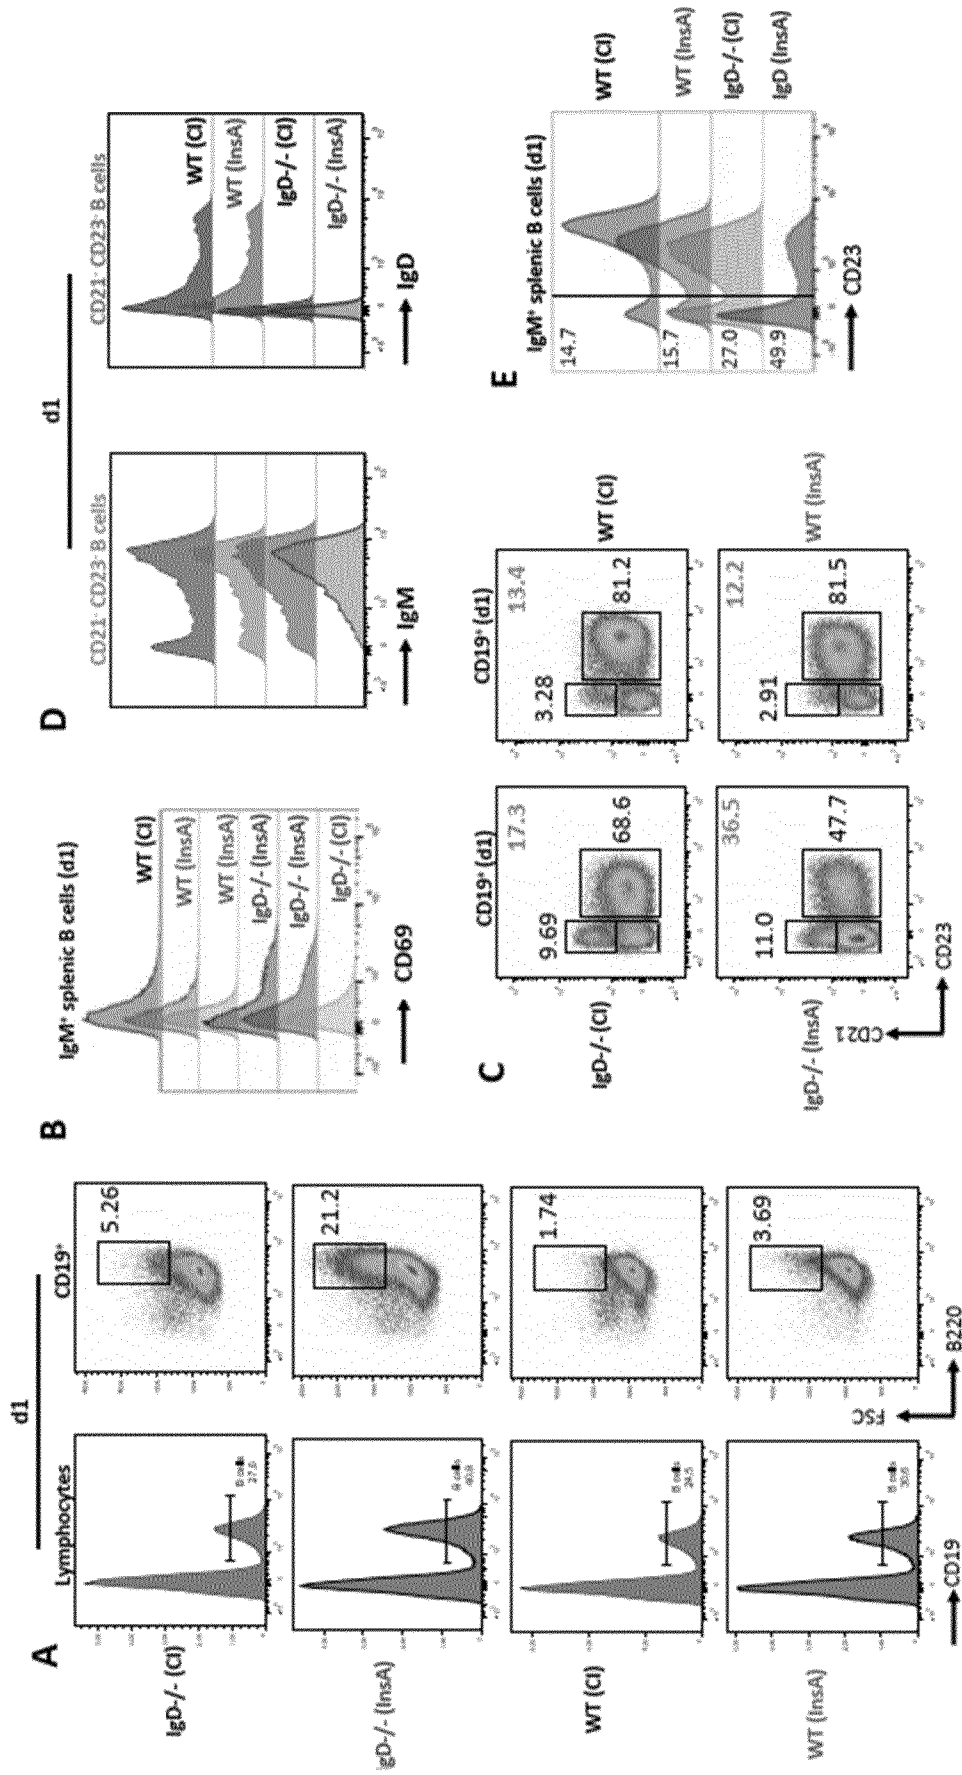 A
d1
Lymphocytes
CD19⁺
IgD-/- (CI)
B cells
5.26
gD-/- (InsA)
B cells
21.2
WT (CI)
B cells
1.74
WT (InsA)
B cells
3.69
CD19
FSC
B220
B
IgM⁺ splenic B cells (d1)
WT (CI)
WT (InsA)
WT (InsA)
IgD-/- (InsA)
IgD-/- (InsA)
IgD-/- (CI)
CD69
C
CD19⁺ (d1)
CD19⁺ (d1)
IgD-/- (CI)
9.69
17.3
68.6
3.28
13.4
81.2
WT (CI)
IgD-/- (InsA)
11.0
36.5
47.7
2.91
12.2
81.5
WT (InsA)
CD21
CD23
D
d1
CD21⁻ CD23⁻ B cells
CD21⁻ CD23⁻ B cells
WT (CI)
WT (InsA)
IgD-/- (CI)
IgD-/- (InsA)
IgM
IgD
E
IgM⁺ splenic B cells (d1)
14.7
WT (CI)
15.7
WT (InsA)
27.0
IgD-/- (CI)
49.9
IgD (InsA)
CD23